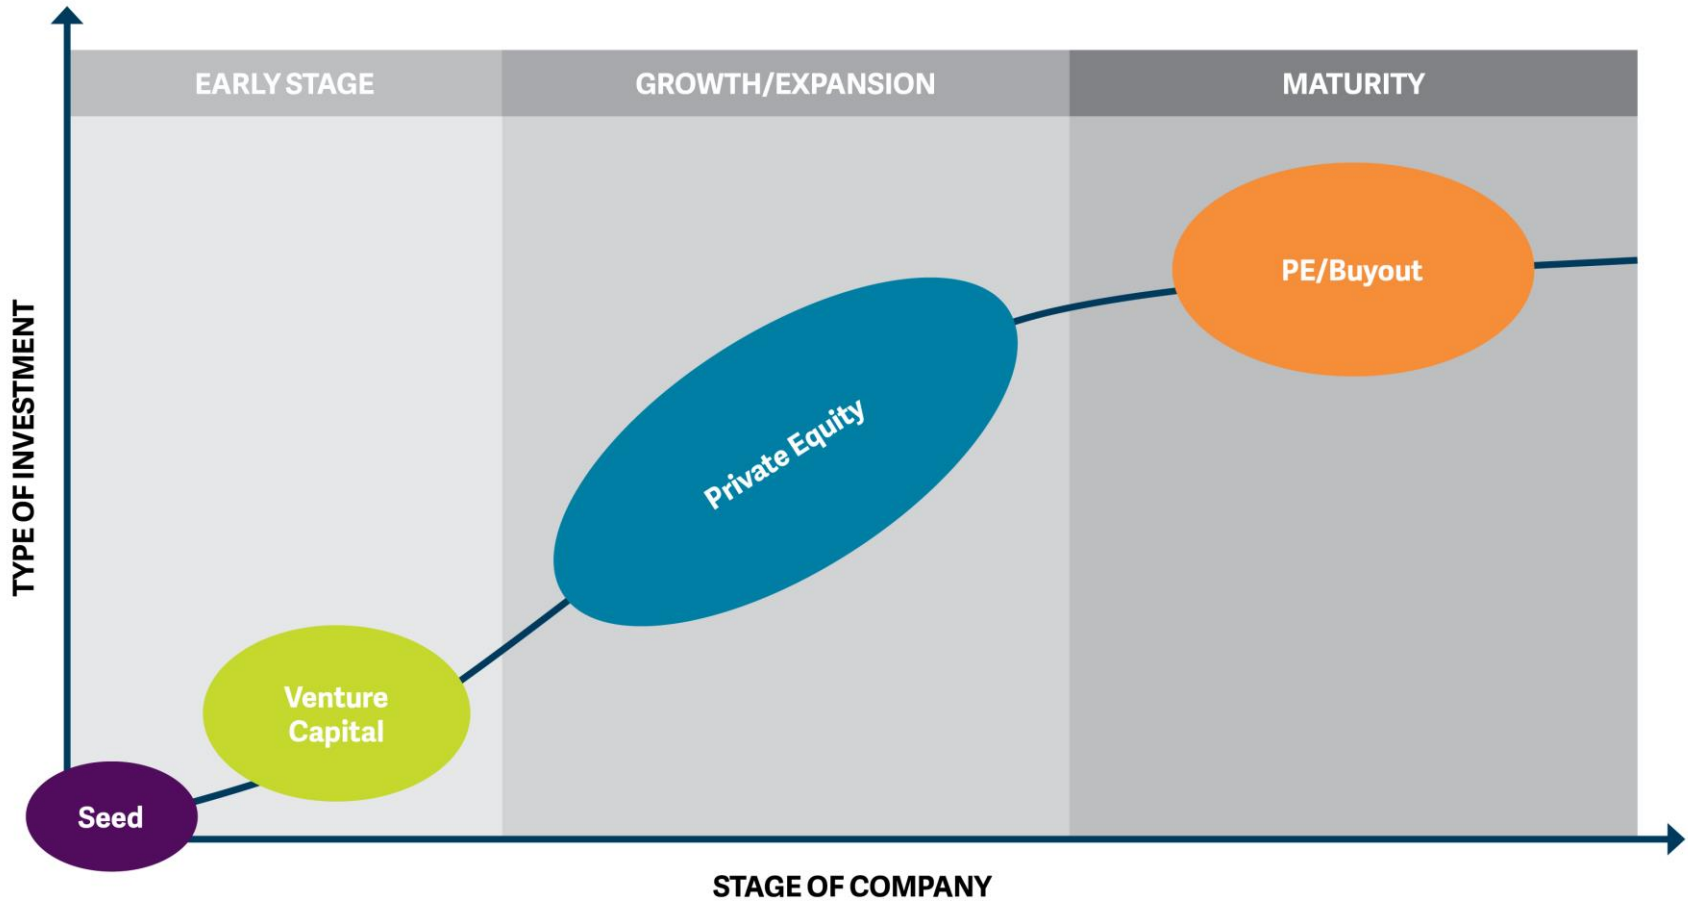 EARLY STAGE
GROWTH/EXPANSION
MATURITY
PE/Buyout
Private Equity
Venture
Capital
Seed
TYPE OF INVESTMENT
STAGE OF COMPANY